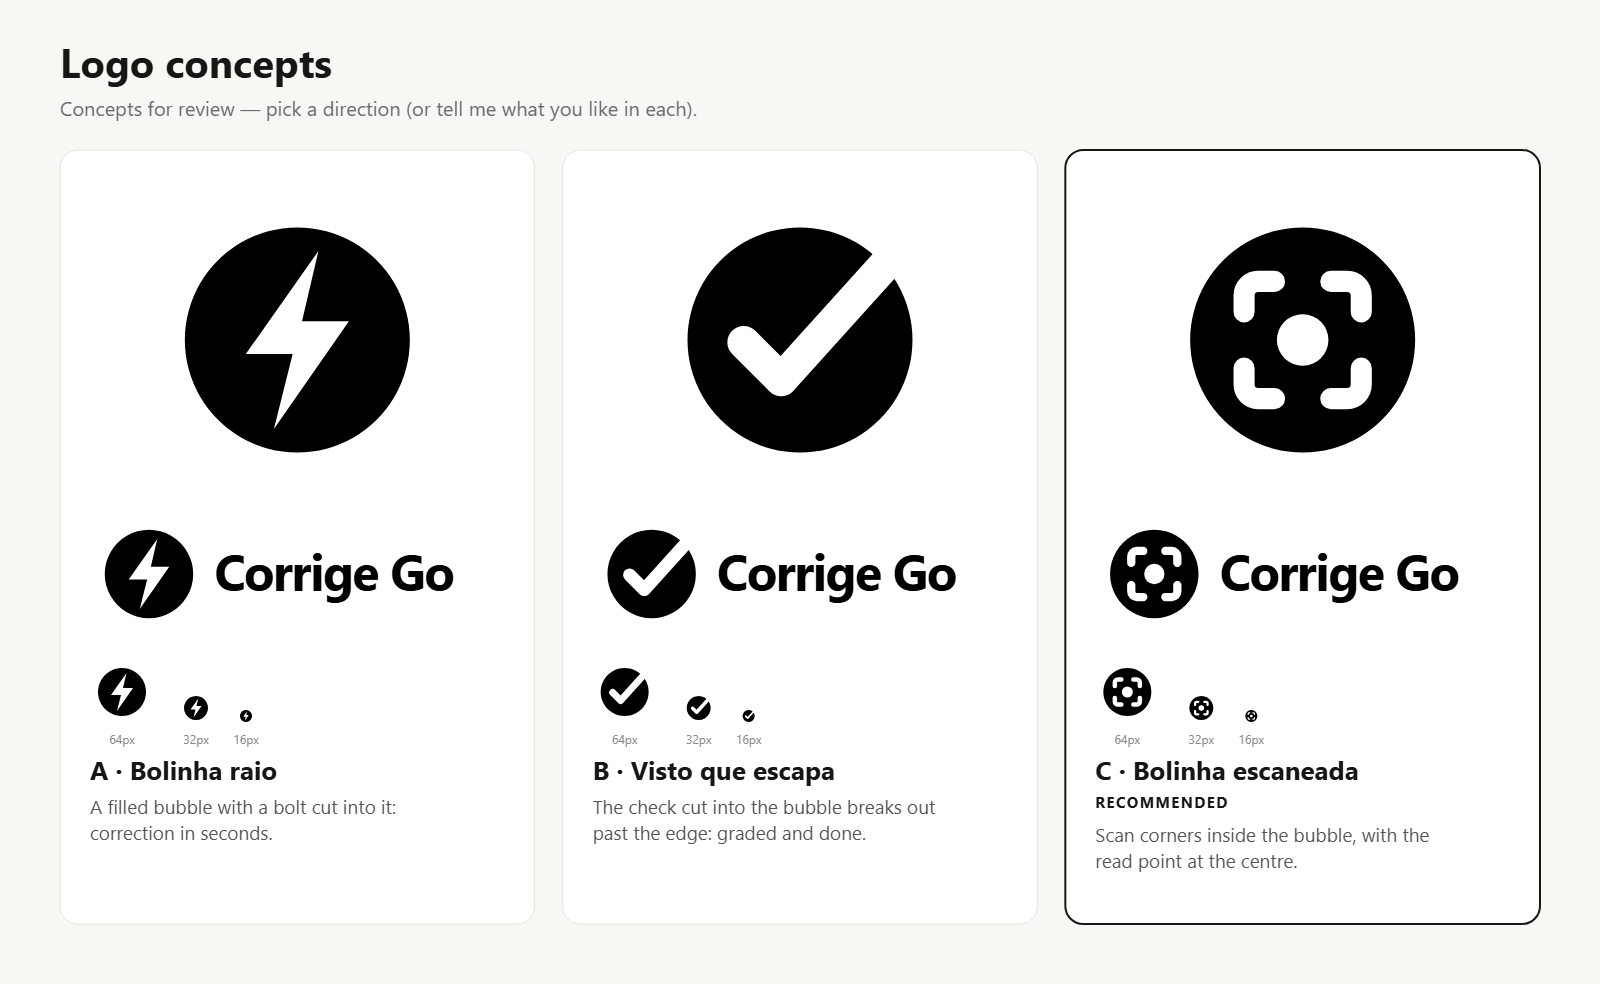 Logo concepts
Concepts for review — pick a direction (or tell me what you like in each).
Corrige Go
64px 32px 16px
A · Bolinha raio
A filled bubble with a bolt cut into it:
correction in seconds.
Corrige Go
64px 32px 16px
B · Visto que escapa
The check cut into the bubble breaks out
past the edge: graded and done.
Corrige Go
64px 32px 16px
C · Bolinha escaneada
RECOMMENDED
Scan corners inside the bubble, with the
read point at the centre.